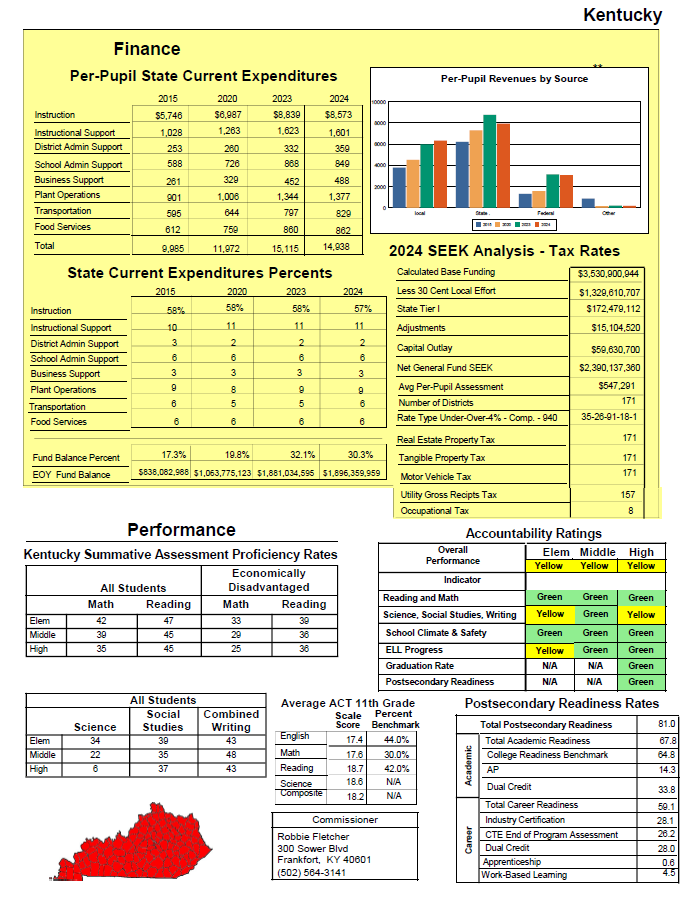 Kentucky
Finance
Per-Pupil State Current Expenditures
2015 2020 2023 2024
Instruction $5,746 $6,987 $8,839 $8,573
Instructional Support 1,028 1,263 1,623 1,601
District Admin Support 253 260 332 359
School Admin Support 588 726 868 849
Business Support 261 329 452 488
Plant Operations 901 1,006 1,344 1,377
Transportation 595 644 797 829
Food Services 612 759 860 862
Total 9,985 11,972 15,115 14,938
**
Per-Pupil Revenues by Source
10000
8000
6000
4000
2000
0
local State Federal Other
2015 2020 2023 2024
State Current Expenditures Percents
2015 2020 2023 2024
Instruction 58% 58% 58% 57%
Instructional Support 10 11 11 11
District Admin Support 3 2 2 2
School Admin Support 6 6 6 6
Business Support 3 3 3 3
Plant Operations 9 8 9 9
Transportation 6 5 5 6
Food Services 6 6 6 6
Fund Balance Percent 17.3% 19.8% 32.1% 30.3%
EOY Fund Balance $838,082,988 $1,063,775,123 $1,881,034,595 $1,896,359,959
2024 SEEK Analysis - Tax Rates
Calculated Base Funding $3,530,900,944
Less 30 Cent Local Effort $1,329,610,707
State Tier I $172,479,112
Adjustments $15,104,520
Capital Outlay $59,630,700
Net General Fund SEEK $2,390,137,360
Avg Per-Pupil Assessment $547,291
Number of Districts 171
Rate Type Under-Over-4% - Comp. - 940 35-26-91-18-1
Real Estate Property Tax 171
Tangible Property Tax 171
Motor Vehicle Tax 171
Utility Gross Recipts Tax 157
Occupational Tax 8
Performance
Kentucky Summative Assessment Proficiency Rates
All Students Economically Disadvantaged
Math Reading Math Reading
Elem 42 47 33 39
Middle 39 45 29 36
High 35 45 25 36
Accountability Ratings
Overall Performance Elem Middle High
Yellow Yellow Yellow
Indicator
Reading and Math Green Green Green
Science, Social Studies, Writing Yellow Green Yellow
School Climate & Safety Green Green Green
ELL Progress Yellow Green Green
Graduation Rate N/A N/A Green
Postsecondary Readiness N/A N/A Green
All Students
Science Social Studies Combined Writing
Elem 34 39 43
Middle 22 35 48
High 6 37 43
Average ACT 11th Grade
Scale Score Percent Benchmark
English 17.4 44.0%
Math 17.6 30.0%
Reading 18.7 42.0%
Science 18.6 N/A
Composite 18.2 N/A
Commissioner
Robbie Fletcher
300 Sower Blvd
Frankfort, KY 40601
(502) 564-3141
Postsecondary Readiness Rates
Total Postsecondary Readiness 81.0
Academic
Total Academic Readiness 67.8
College Readiness Benchmark 64.8
AP 14.3
Dual Credit 33.8
Career
Total Career Readiness 59.1
Industry Certification 28.1
CTE End of Program Assessment 26.2
Dual Credit 28.0
Apprenticeship 0.6
Work-Based Learning 4.5